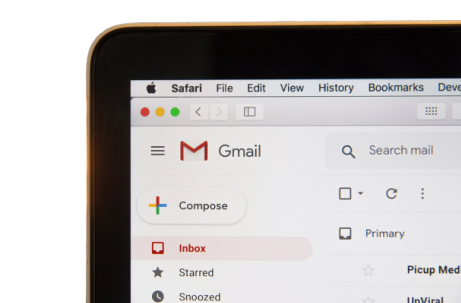 Safari File Edit View History Bookmarks Deve
Gmail
Search mail
Compose
Primary
Inbox
Starred
Picup Med
Snoozed
UpViral